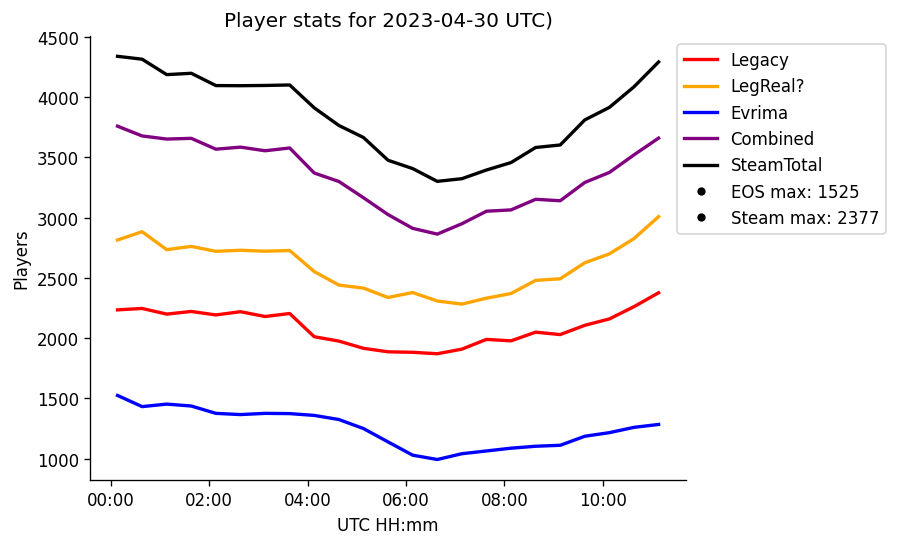 Player stats for 2023-04-30 UTC)
4500
4000
3500
3000
2500
2000
1500
1000
Players
00:00 02:00 04:00 06:00 08:00 10:00
UTC HH:mm
Legacy
LegReal?
Evrima
Combined
SteamTotal
EOS max: 1525
Steam max: 2377